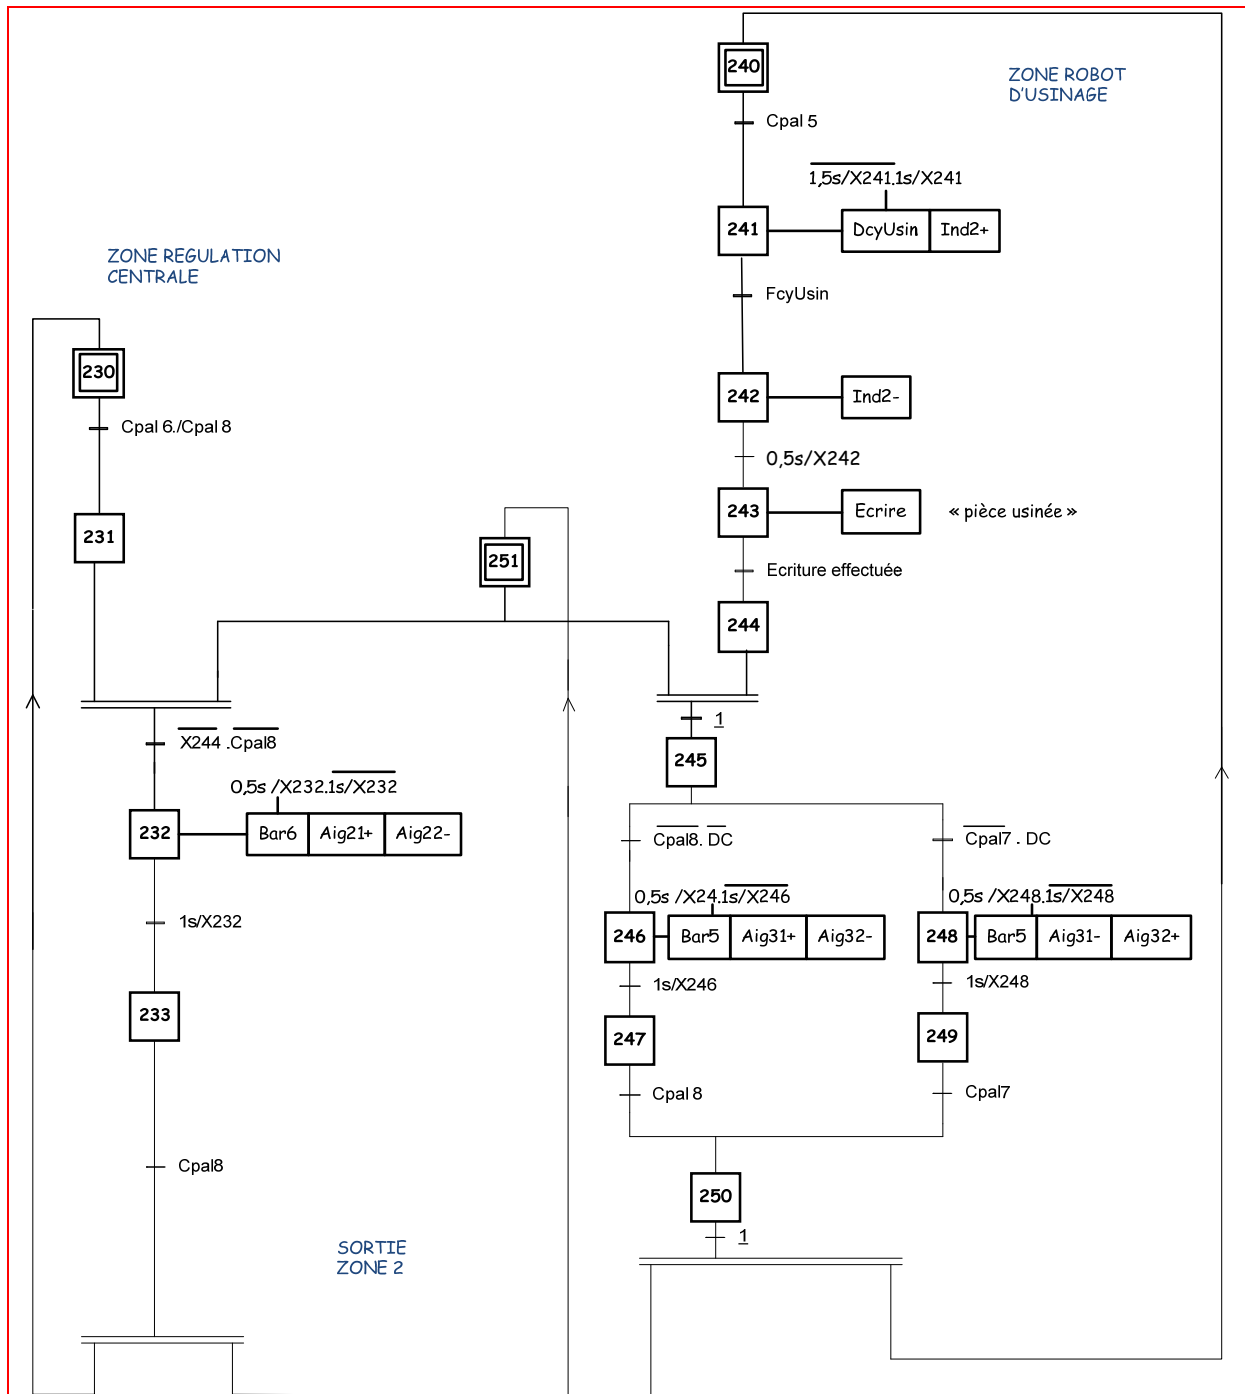 240
ZONE ROBOT
D'USINAGE
Cpal 5
1,5s/X241.1s/X241
241
DcyUsin
Ind2+
ZONE REGULATION
CENTRALE
FcyUsin
230
242
Ind2-
Cpal 6./Cpal 8
0,5s/X242
243
Ecrire
« pièce usinée »
231
251
Ecriture effectuée
244
1
X244 .Cpal8
245
0,5s /X232.1s/X232
232
Bar6
Aig21+
Aig22-
Cpal8. DC
Cpal7 . DC
0,5s /X24.1s/X246
0,5s /X248.1s/X248
1s/X232
246
Bar5
Aig31+
Aig32-
248
Bar5
Aig31-
Aig32+
1s/X246
1s/X248
233
247
249
Cpal 8
Cpal7
Cpal8
250
1
SORTIE
ZONE 2